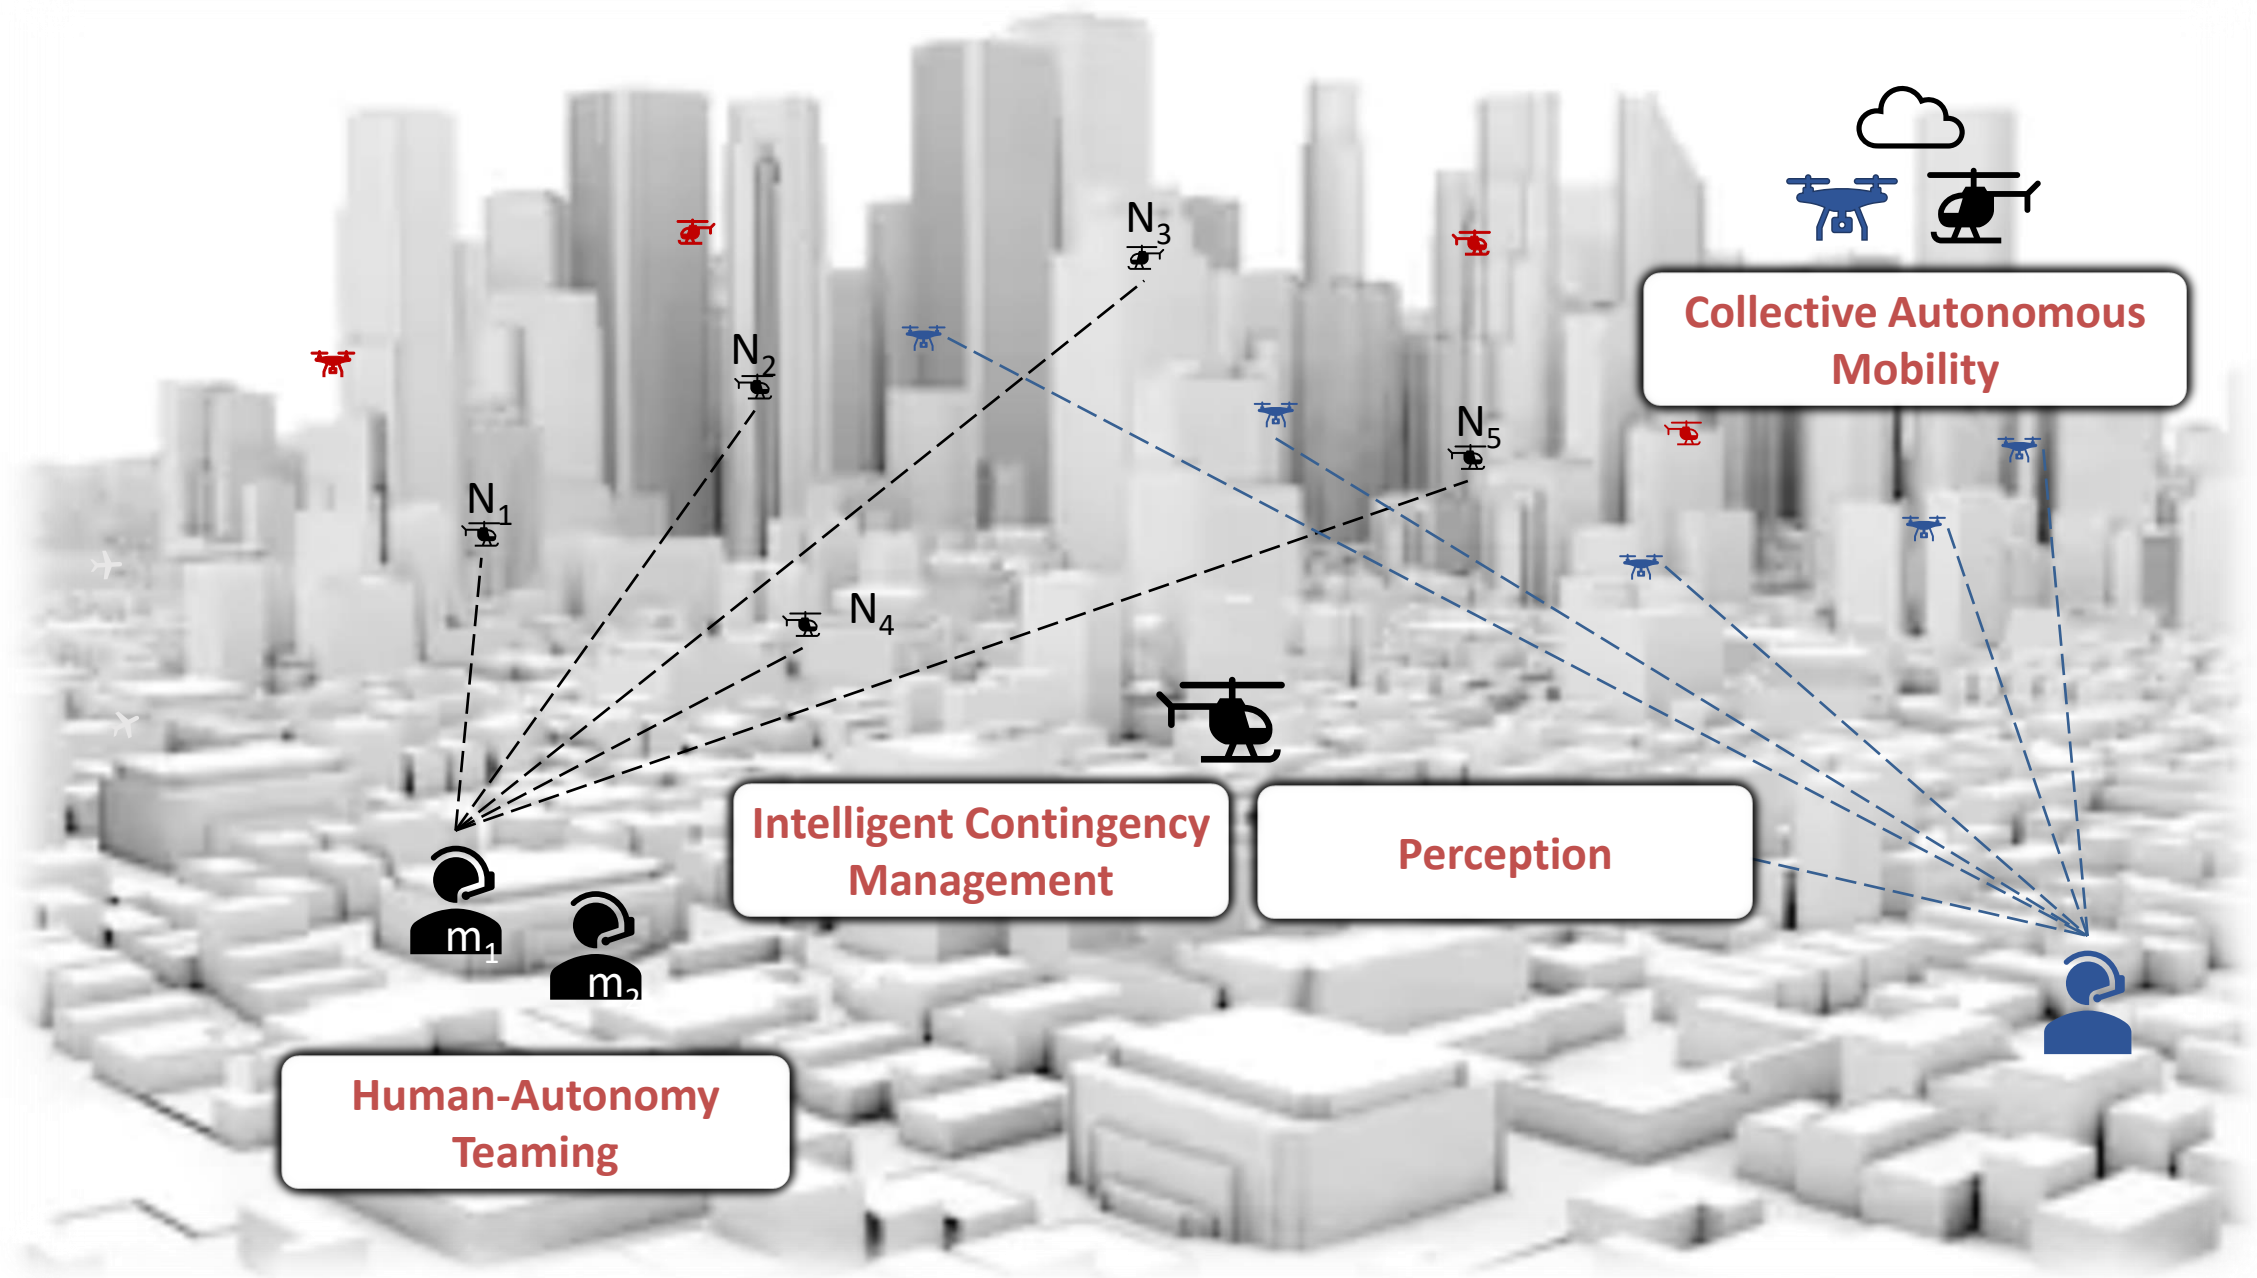 N3
Collective Autonomous
Mobility
N2
N5
N1
N4
Intelligent Contingency
Management
Perception
m1
m2
Human-Autonomy
Teaming